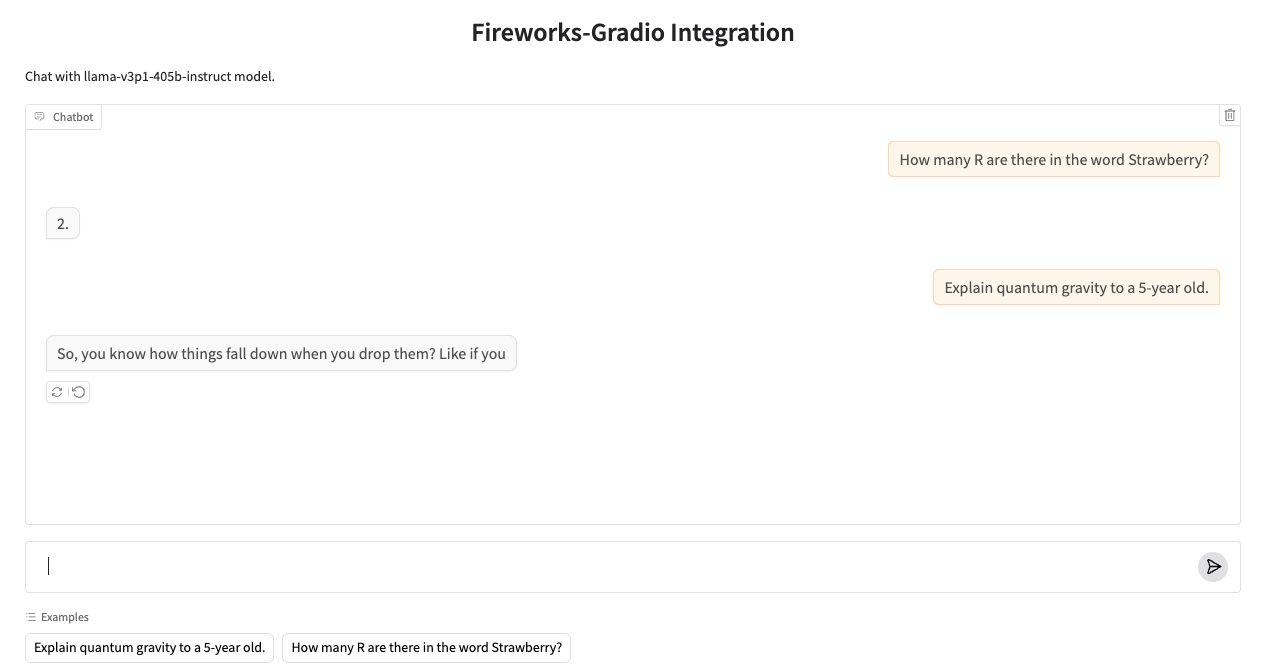 Fireworks-Gradio Integration
Chat with llama-v3p1-405b-instruct model.
Chatbot
How many R are there in the word Strawberry?
2.
Explain quantum gravity to a 5-year old.
So, you know how things fall down when you drop them? Like if you
Examples
Explain quantum gravity to a 5-year old.
How many R are there in the word Strawberry?